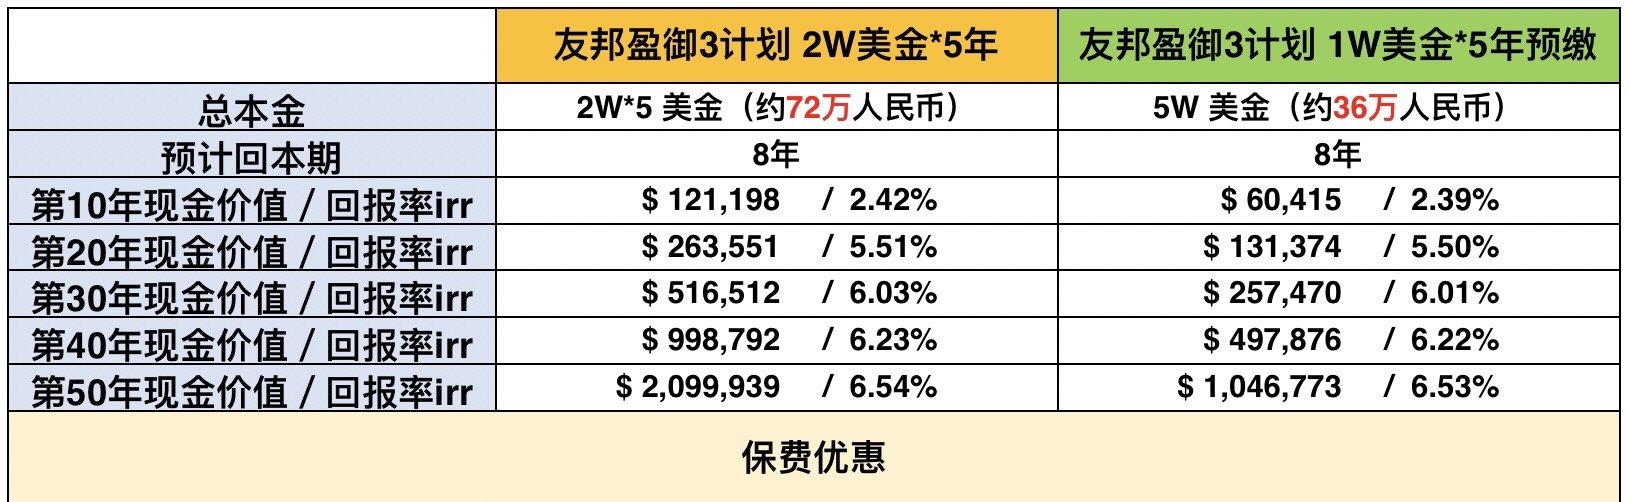 友邦盈御3计划 2W美金*5年 友邦盈御3计划 1W美金*5年预缴
总本金 2W*5 美金（约72万人民币） 5W 美金（约36万人民币）
预计回本期 8年 8年
第10年现金价值 / 回报率irr $ 121,198 / 2.42% $ 60,415 / 2.39%
第20年现金价值 / 回报率irr $ 263,551 / 5.51% $ 131,374 / 5.50%
第30年现金价值 / 回报率irr $ 516,512 / 6.03% $ 257,470 / 6.01%
第40年现金价值 / 回报率irr $ 998,792 / 6.23% $ 497,876 / 6.22%
第50年现金价值 / 回报率irr $ 2,099,939 / 6.54% $ 1,046,773 / 6.53%
保费优惠